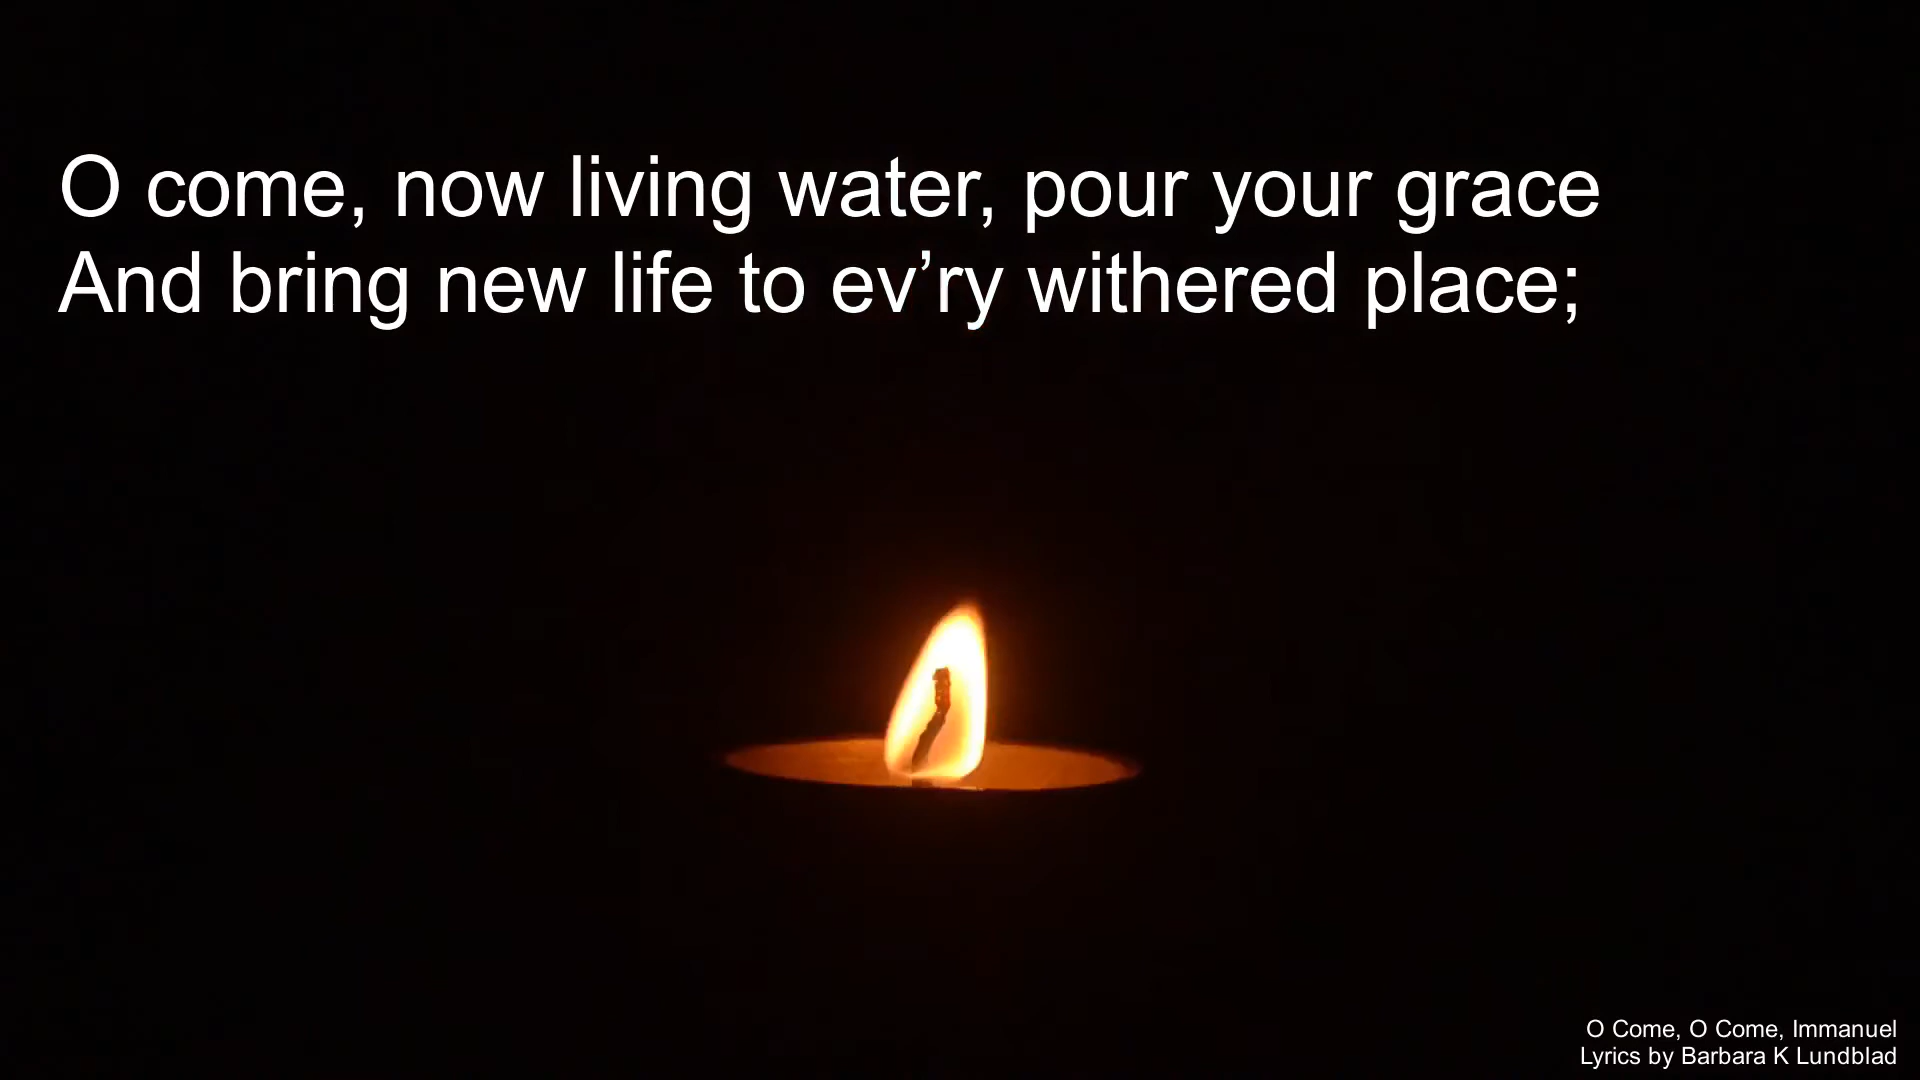 O come, now living water, pour your grace
And bring new life to ev’ry withered place;
O Come, O Come, Immanuel
Lyrics by Barbara K Lundblad